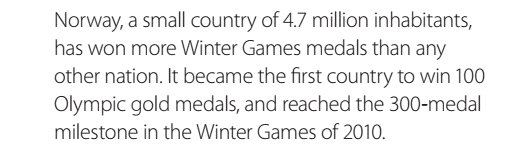 Norway, a small country of 4.7 million inhabitants,
has won more Winter Games medals than any
other nation. It became the first country to win 100
Olympic gold medals, and reached the 300-medal
milestone in the Winter Games of 2010.